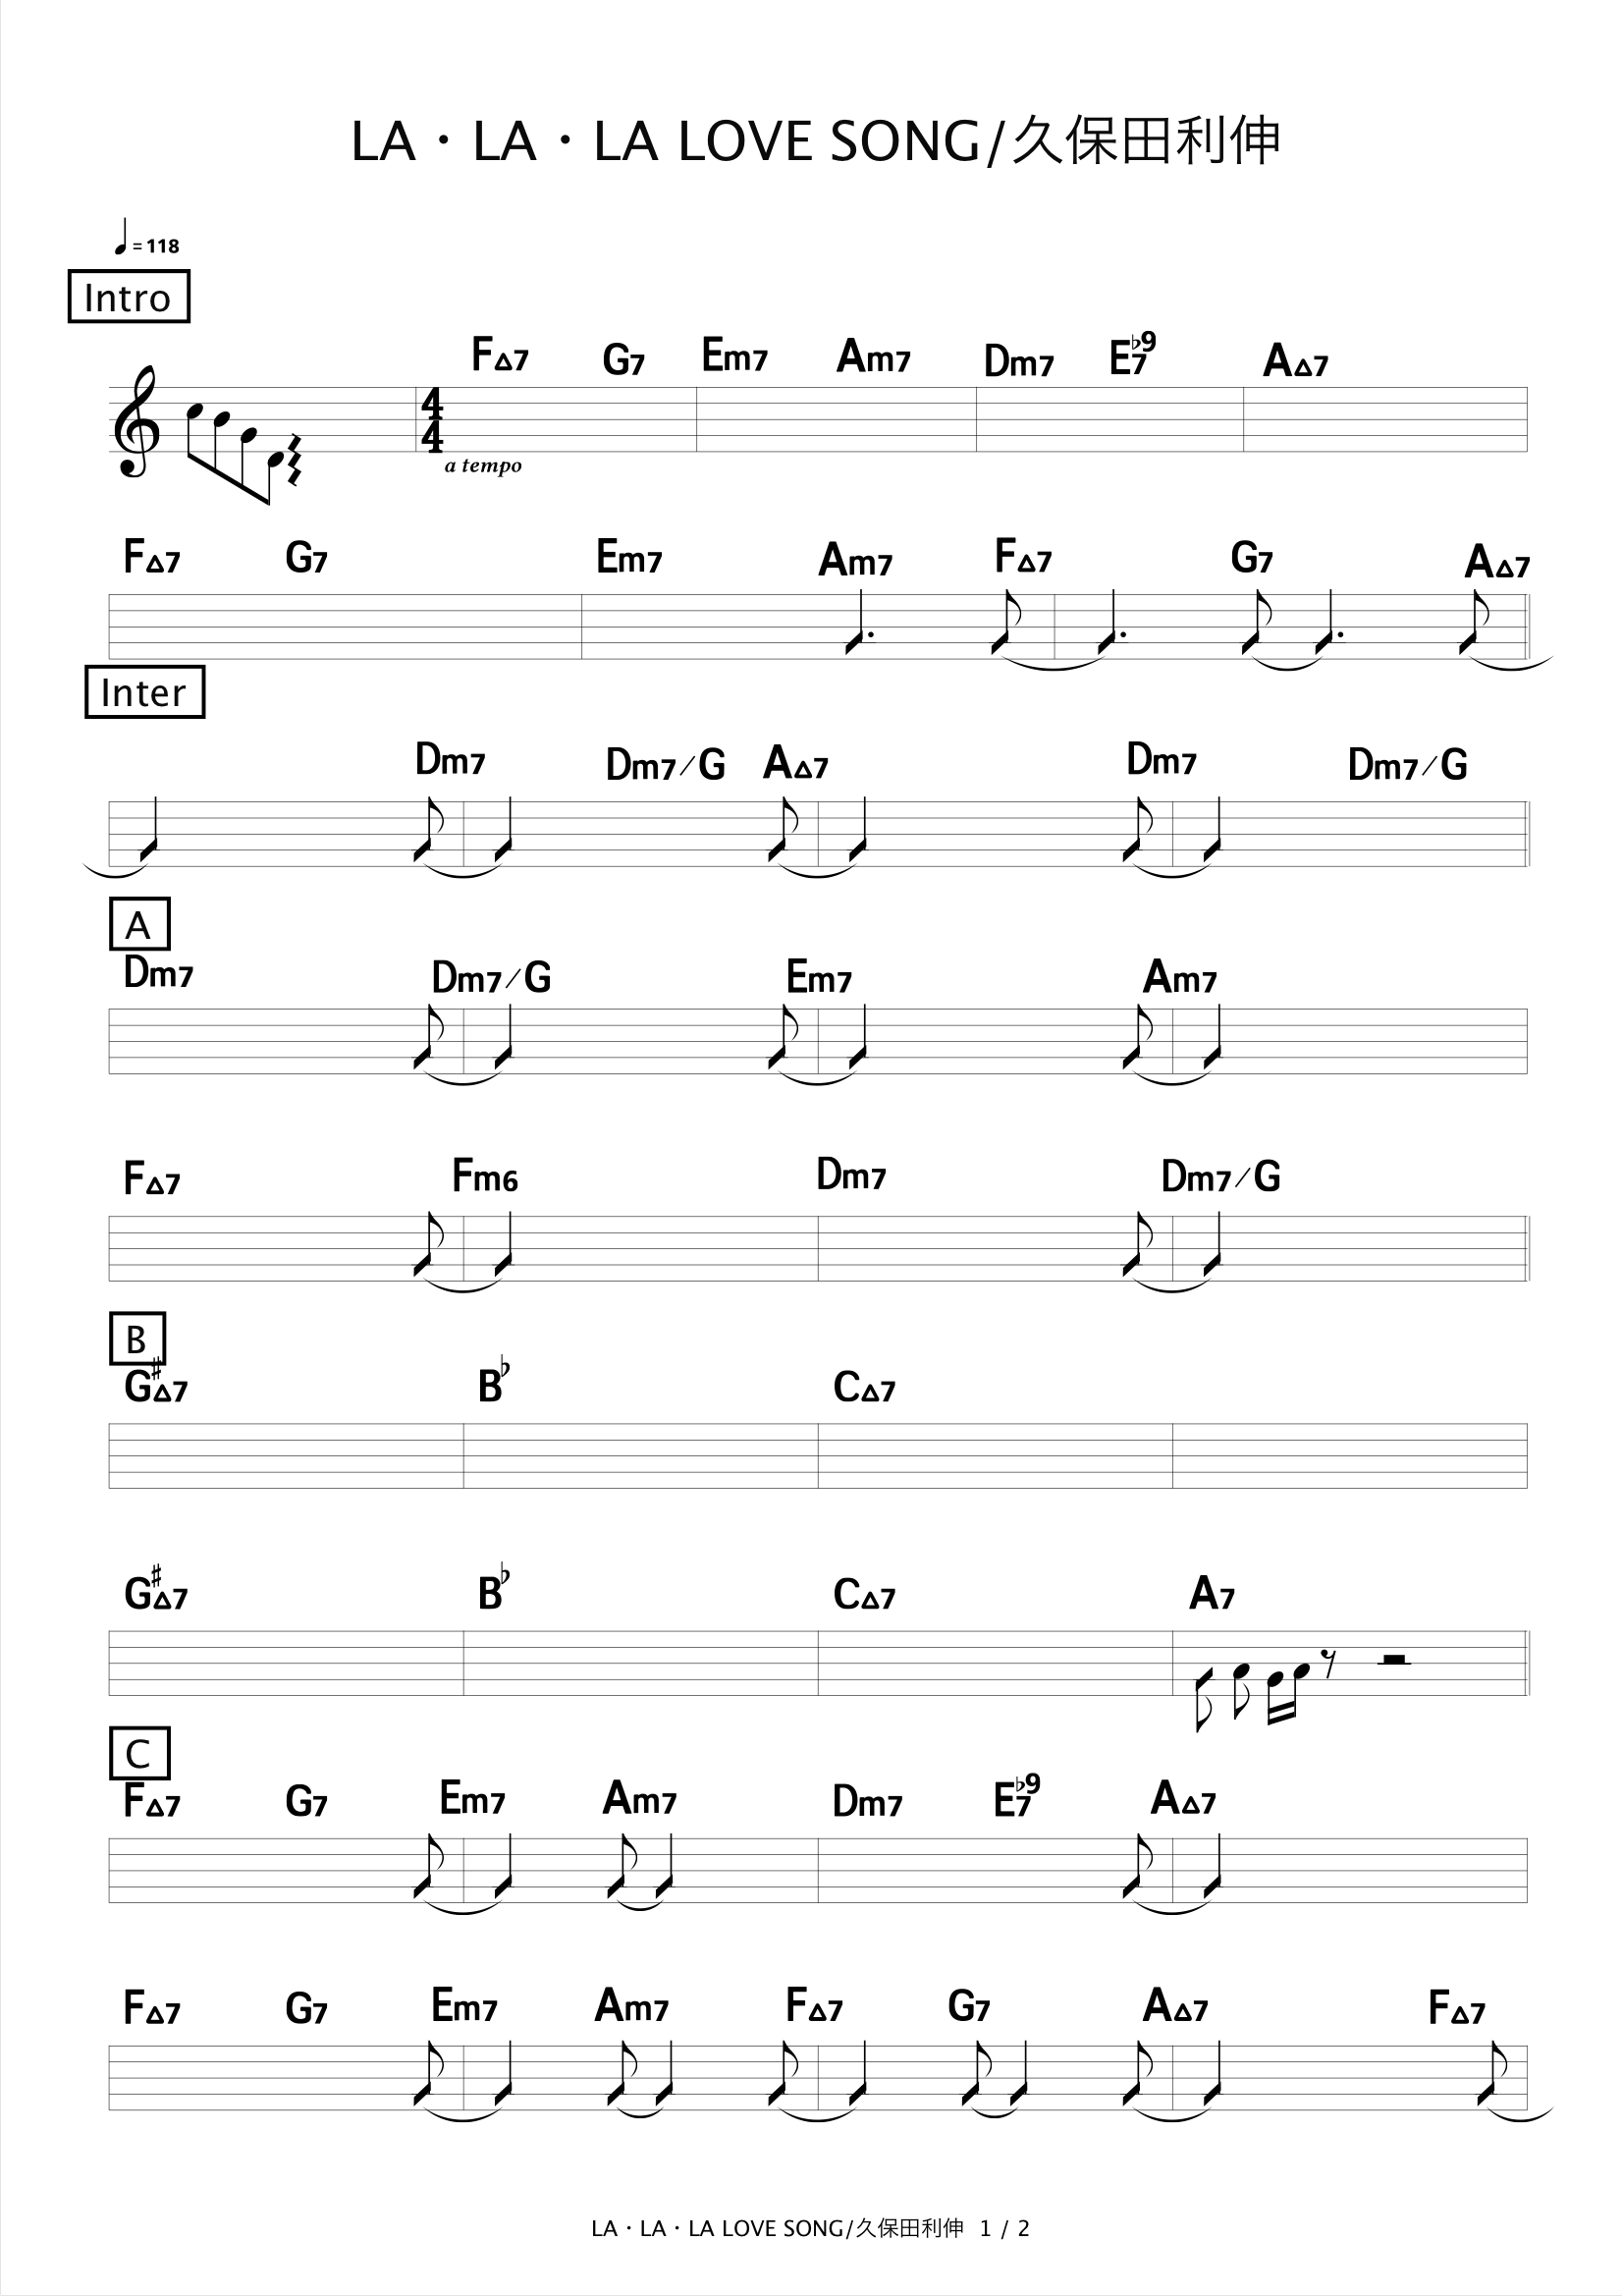 LA・LA・LA LOVE SONG/久保田利伸
♩= 118
Intro
F△7 G7 Em7 Am7 Dm7 E7♭9 A△7
4/4
a tempo
F△7 G7 Em7 Am7 F△7 G7 A△7
Inter
Dm7 Dm7/G A△7 Dm7 Dm7/G
A
Dm7 Dm7/G Em7 Am7
F△7 Fm6 Dm7 Dm7/G
B
G♯△7 B♭ C△7
G♯△7 B♭ C△7 A7
C
F△7 G7 Em7 Am7 Dm7 E7♭9 A△7
F△7 G7 Em7 Am7 F△7 G7 A△7 F△7
LA・LA・LA LOVE SONG/久保田利伸 1 / 2